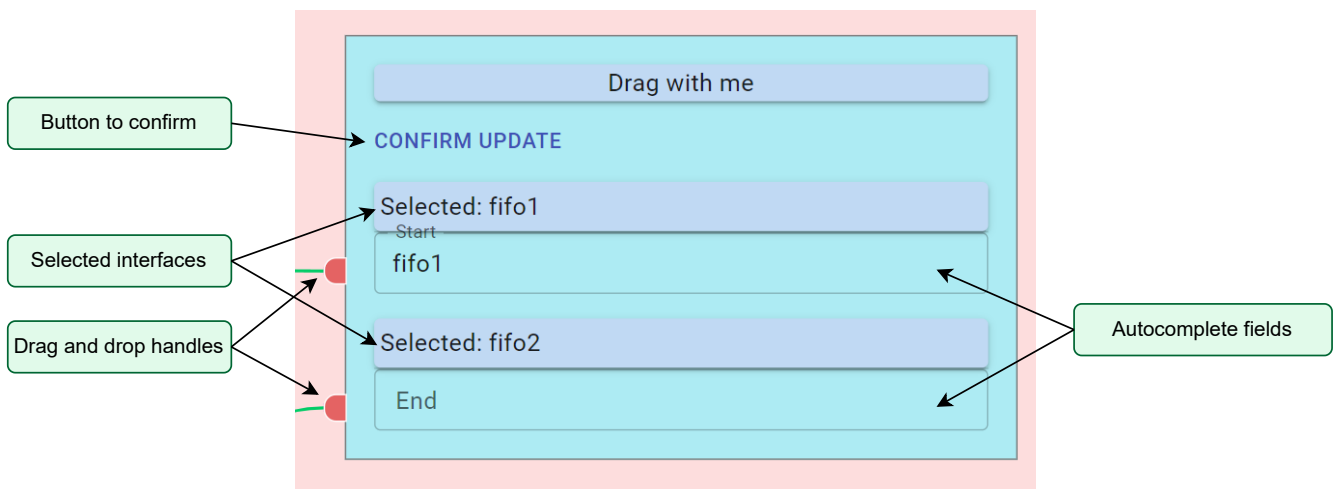 Drag with me
Button to confirm
CONFIRM UPDATE
Selected: fifo1
Start
Selected interfaces
fifo1
Autocomplete fields
Drag and drop handles
Selected: fifo2
End